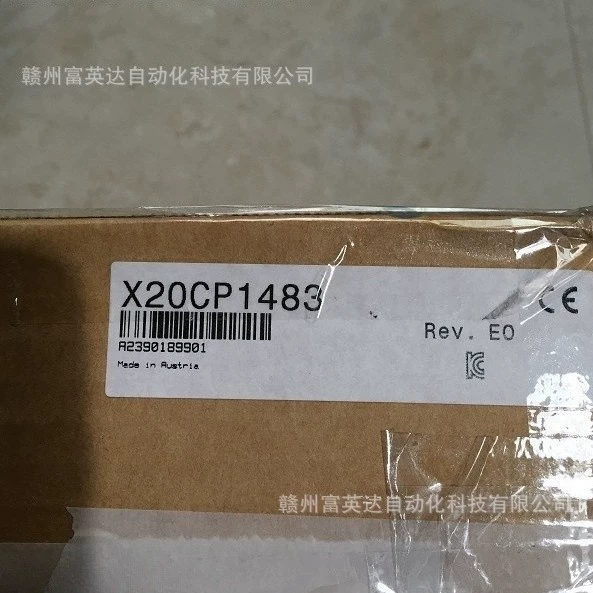 赣州富英达自动化科技有限公司
X20CP1483
CE
Rev. E0
A2390189901
Made in Austria
赣州富英达自动化科技有限公司